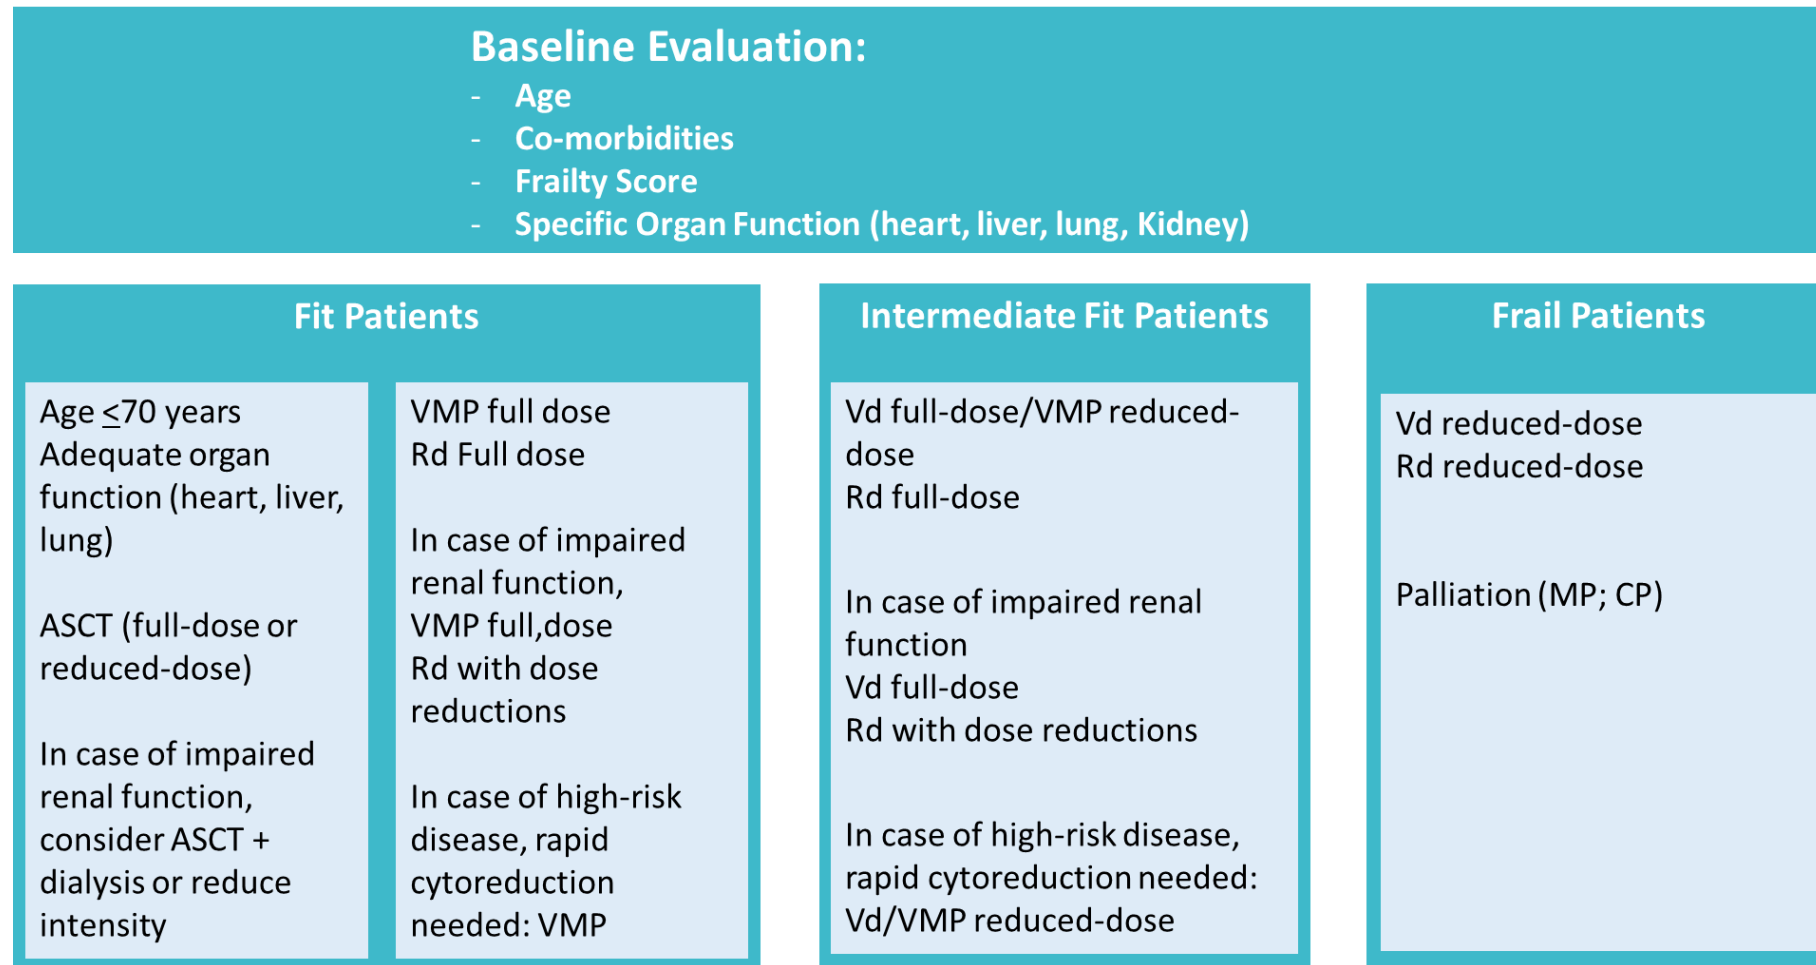 Baseline Evaluation:
- Age
- Co-morbidities
- Frailty Score
- Specific Organ Function (heart, liver, lung, Kidney)
Fit Patients
Age ≤70 years
Adequate organ
function (heart, liver,
lung)
ASCT (full-dose or
reduced-dose)
In case of impaired
renal function,
consider ASCT +
dialysis or reduce
intensity
VMP full dose
Rd Full dose
In case of impaired
renal function,
VMP full,dose
Rd with dose
reductions
In case of high-risk
disease, rapid
cytoreduction
needed: VMP
Intermediate Fit Patients
Vd full-dose/VMP reduced-
dose
Rd full-dose
In case of impaired renal
function
Vd full-dose
Rd with dose reductions
In case of high-risk disease,
rapid cytoreduction needed:
Vd/VMP reduced-dose
Frail Patients
Vd reduced-dose
Rd reduced-dose
Palliation (MP; CP)